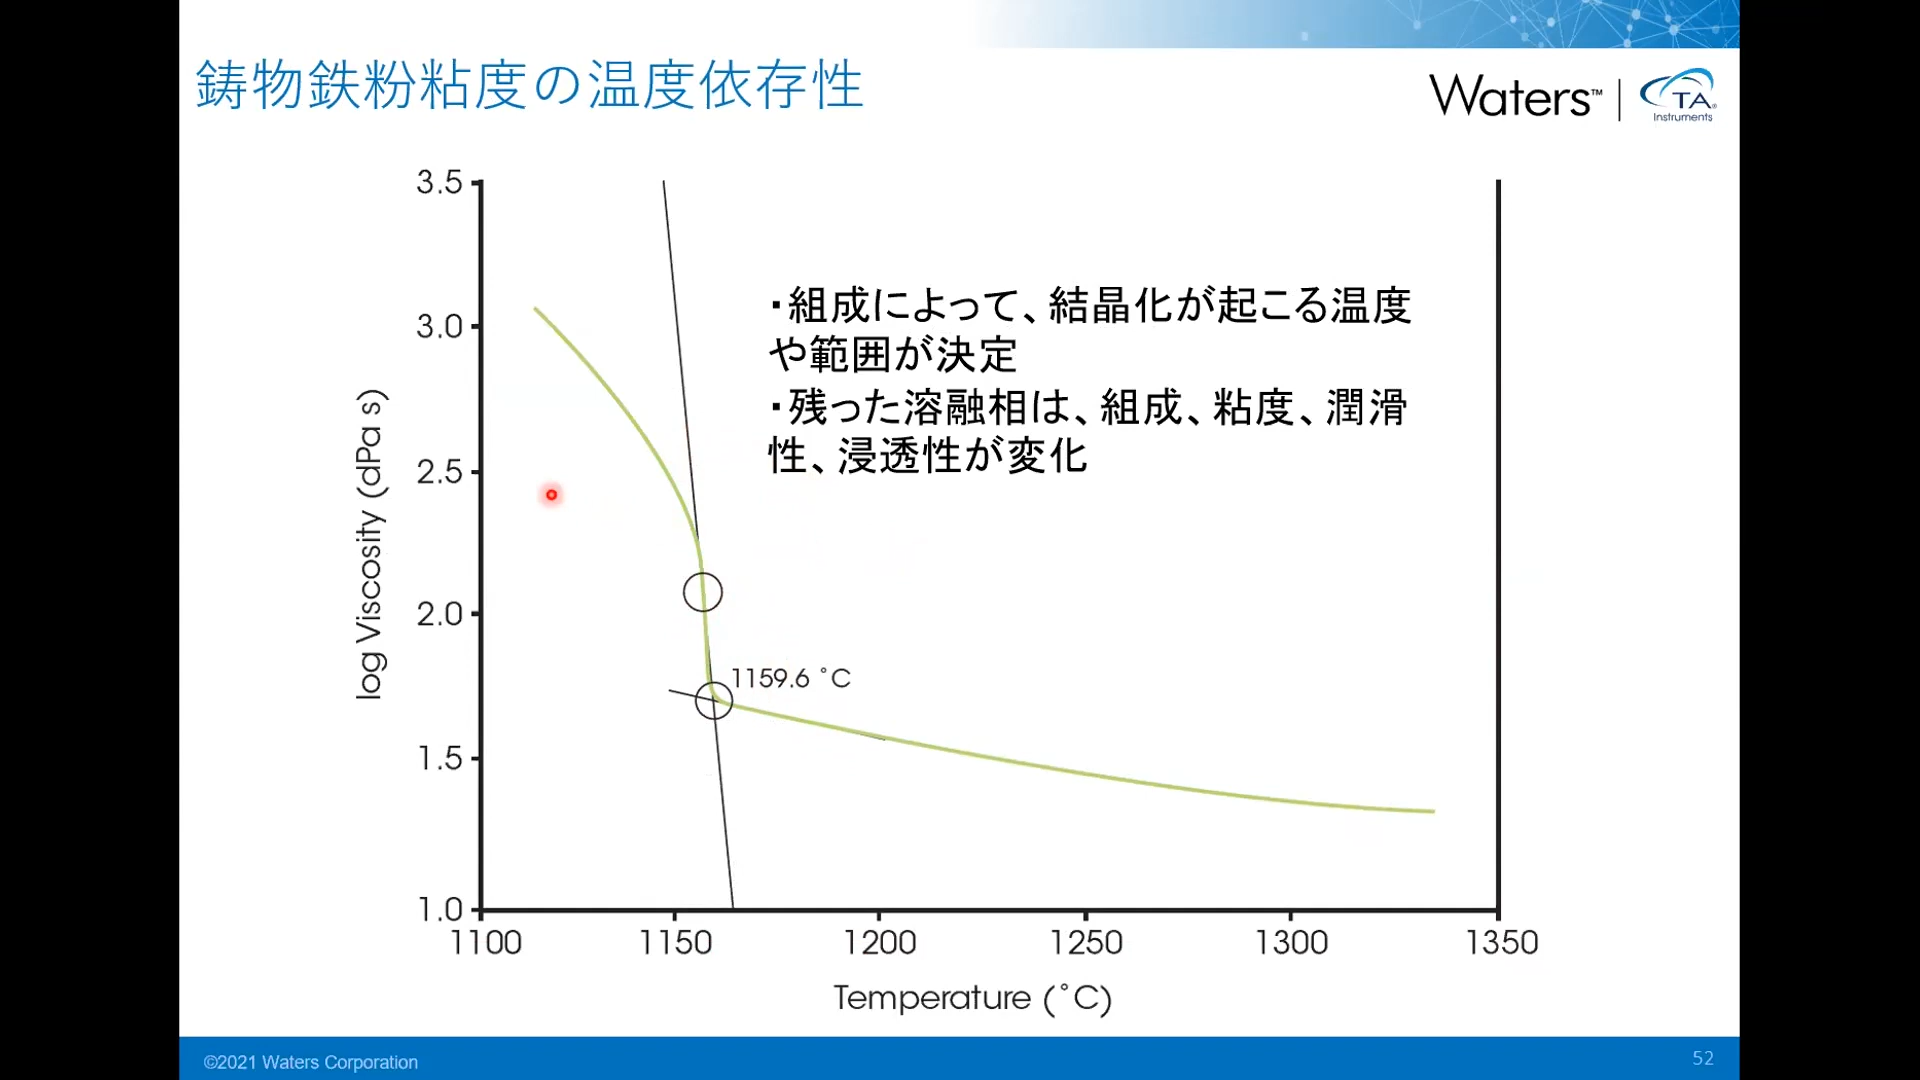 鋳物鉄粉粘度の温度依存性
Waters™
TA
Instruments
3.5
3.0
2.5
2.0
1.5
1.0
log Viscosity (dPa s)
・組成によって、結晶化が起こる温度
や範囲が決定
・残った溶融相は、組成、粘度、潤滑
性、浸透性が変化
1159.6 °C
1100 1150 1200 1250 1300 1350
Temperature (°C)
©2021 Waters Corporation
52